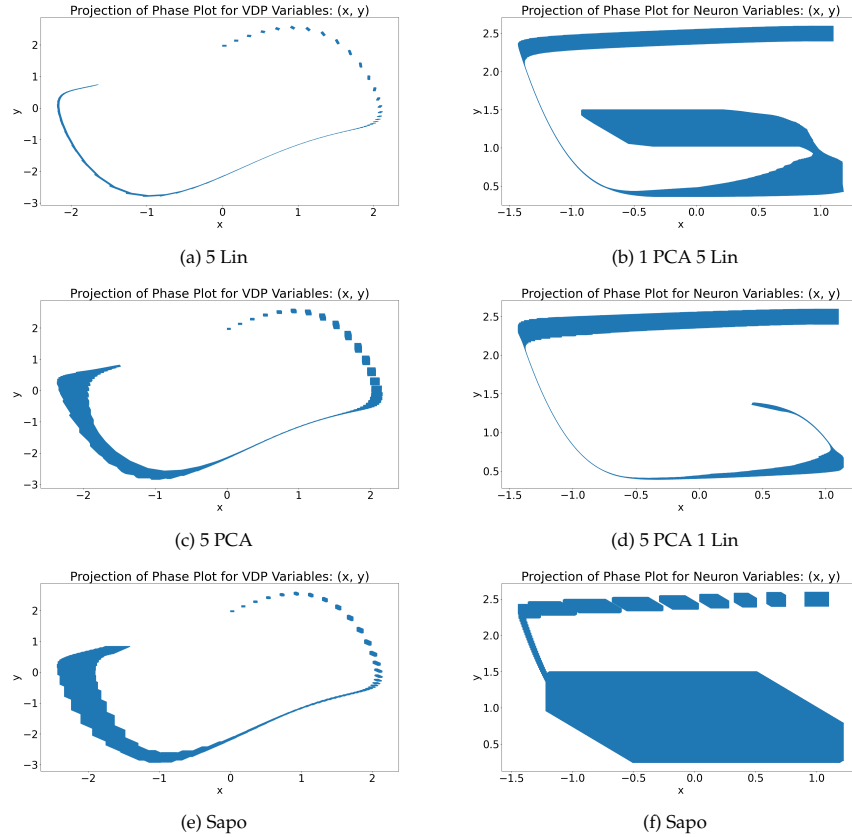 Projection of Phase Plot for VDP Variables: (x, y)
2
1
0
−1
−2
−3
y
−2
−1
0
1
2
x
(a) 5 Lin
Projection of Phase Plot for Neuron Variables: (x, y)
2.5
2.0
1.5
1.0
0.5
y
−1.5
−1.0
−0.5
0.0
0.5
1.0
x
(b) 1 PCA 5 Lin
Projection of Phase Plot for VDP Variables: (x, y)
2
1
0
−1
−2
−3
y
−2
−1
0
1
2
x
(c) 5 PCA
Projection of Phase Plot for Neuron Variables: (x, y)
2.5
2.0
1.5
1.0
0.5
y
−1.5
−1.0
−0.5
0.0
0.5
1.0
x
(d) 5 PCA 1 Lin
Projection of Phase Plot for VDP Variables: (x, y)
2
1
0
−1
−2
−3
y
−2
−1
0
1
2
x
(e) Sapo
Projection of Phase Plot for Neuron Variables: (x, y)
2.5
2.0
1.5
1.0
0.5
y
−1.5
−1.0
−0.5
0.0
0.5
1.0
x
(f) Sapo